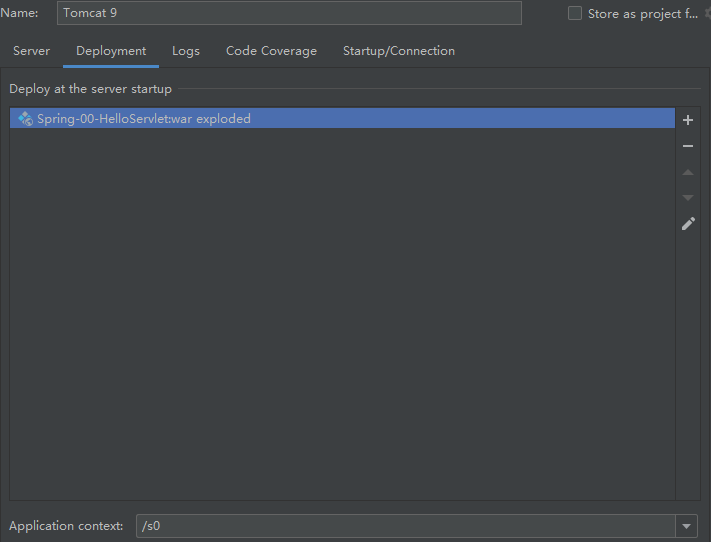 Name: Tomcat 9 Store as project f...
Server Deployment Logs Code Coverage Startup/Connection
Deploy at the server startup
Spring-00-HelloServlet:war exploded
Application context: /s0